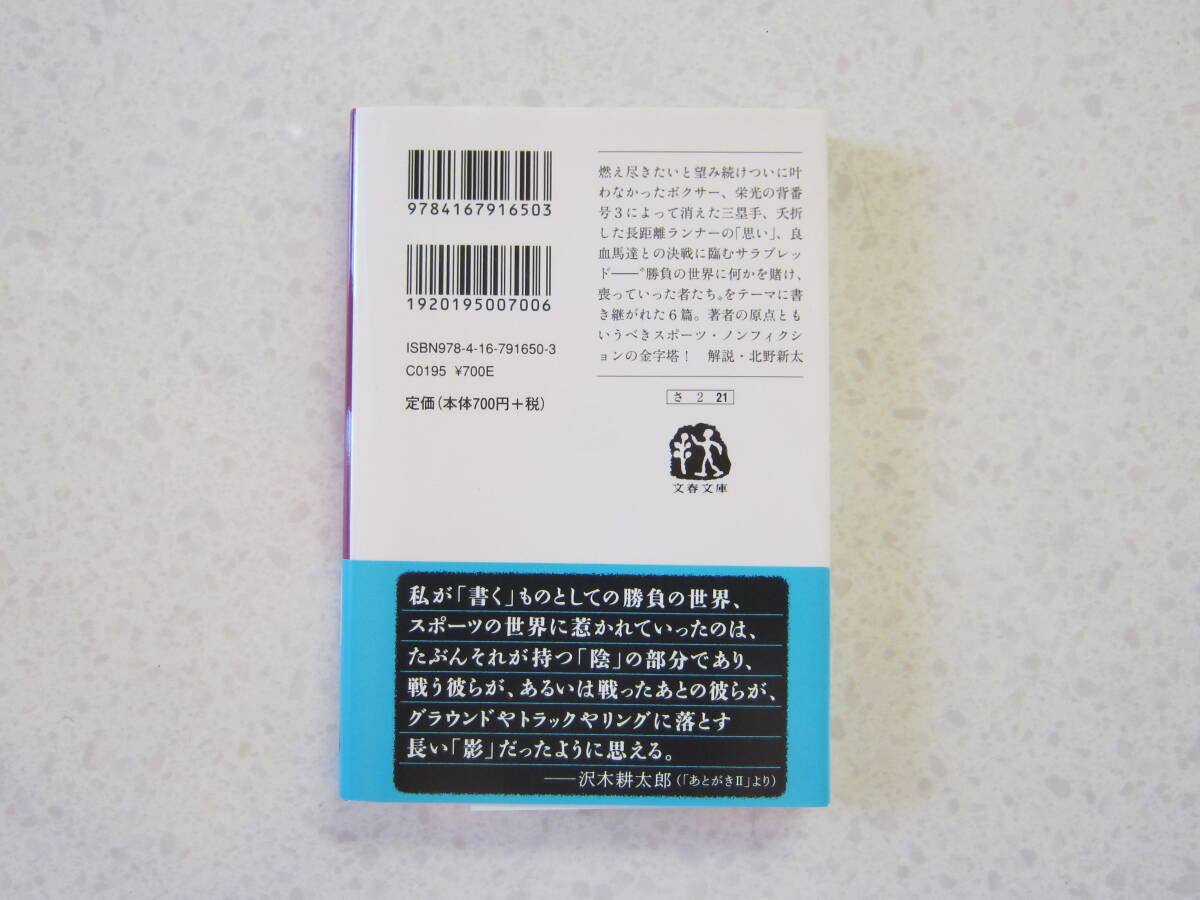 9784167916503
1920195007006
ISBN978-4-16-791650-3
C0195 ¥700E
定価(本体700円+税)
燃え尽きたいと望み続けついに叶
わなかったボクサー、栄光の背番
号3によって消えた三塁手、夭折
した長距離ランナーの「思い」、良
血馬達との決戦に臨むサラブレッ
ド――〝勝負の世界に何かを賭け、
喪っていった者たち〟をテーマに書
き継がれた6篇。著者の原点とも
いうべきスポーツ・ノンフィクシ
ョンの金字塔! 解説・北野新太
さ 2 21
文春文庫
私が「書く」ものとしての勝負の世界、
スポーツの世界に惹かれていったのは、
たぶんそれが持つ「陰」の部分であり、
戦う彼らが、あるいは戦ったあとの彼らが、
グラウンドやトラックやリングに落とす
長い「影」だったように思える。
――沢木耕太郎(「あとがきⅡ」より)